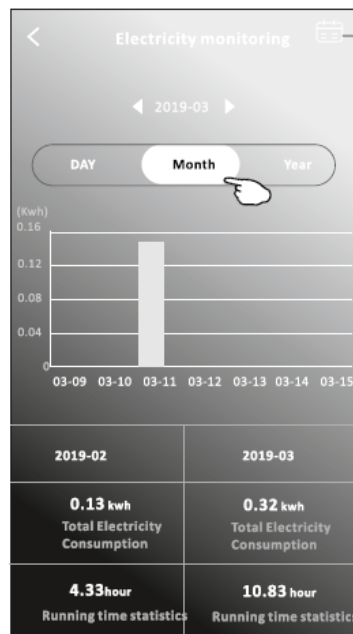 Electricity monitoring
2019-03
DAY Month Year
(Kwh)
0.16
0.12
0.08
0.04
0
03-09 03-10 03-11 03-12 03-13 03-14 03-15
2019-02 2019-03
0.13 kwh 0.32 kwh
Total Electricity Total Electricity
Consumption Consumption
4.33hour 10.83 hour
Running time statistics Running time statistics